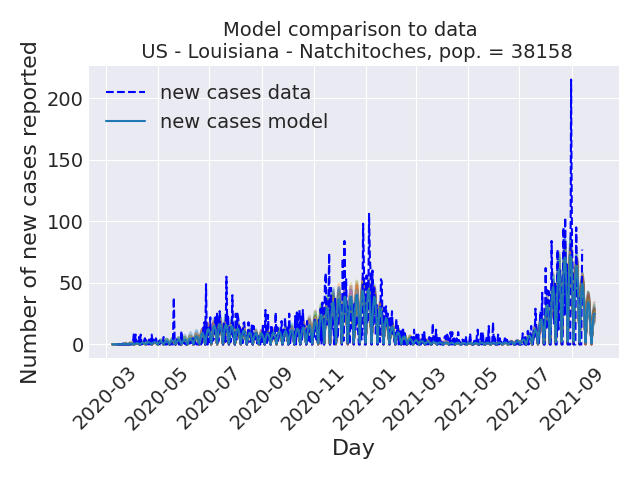 Model comparison to data
US - Louisiana - Natchitoches, pop. = 38158
Number of new cases reported
200
150
100
50
0
new cases data
new cases model
2020-03
2020-05
2020-07
2020-09
2020-11
2021-01
2021-03
2021-05
2021-07
2021-09
Day